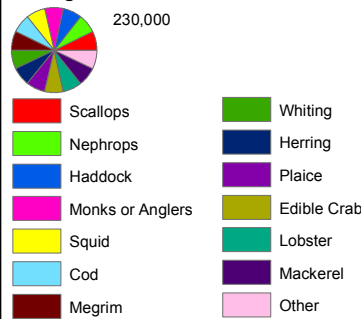 230,000
Scallops
Nephrops
Haddock
Monks or Anglers
Squid
Cod
Megrim
Whiting
Herring
Plaice
Edible Crab
Lobster
Mackerel
Other